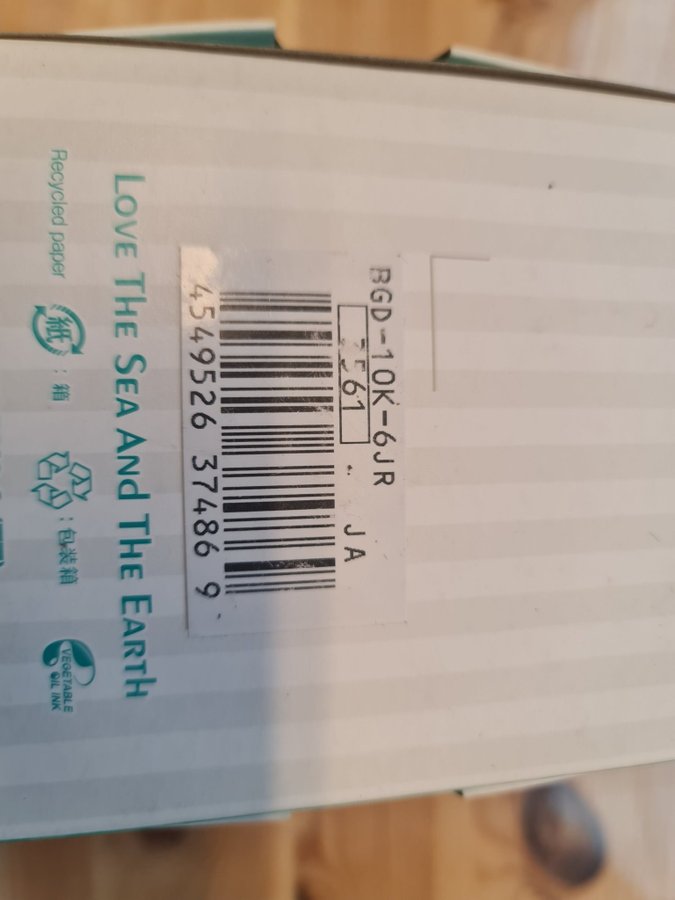 BGD-10K-6JR
561 JA
4549526 37486 9
LOVE THE SEA AND THE EARTH
Recycled paper 紙 : 箱 : 包装箱 VEGETABLE OIL INK